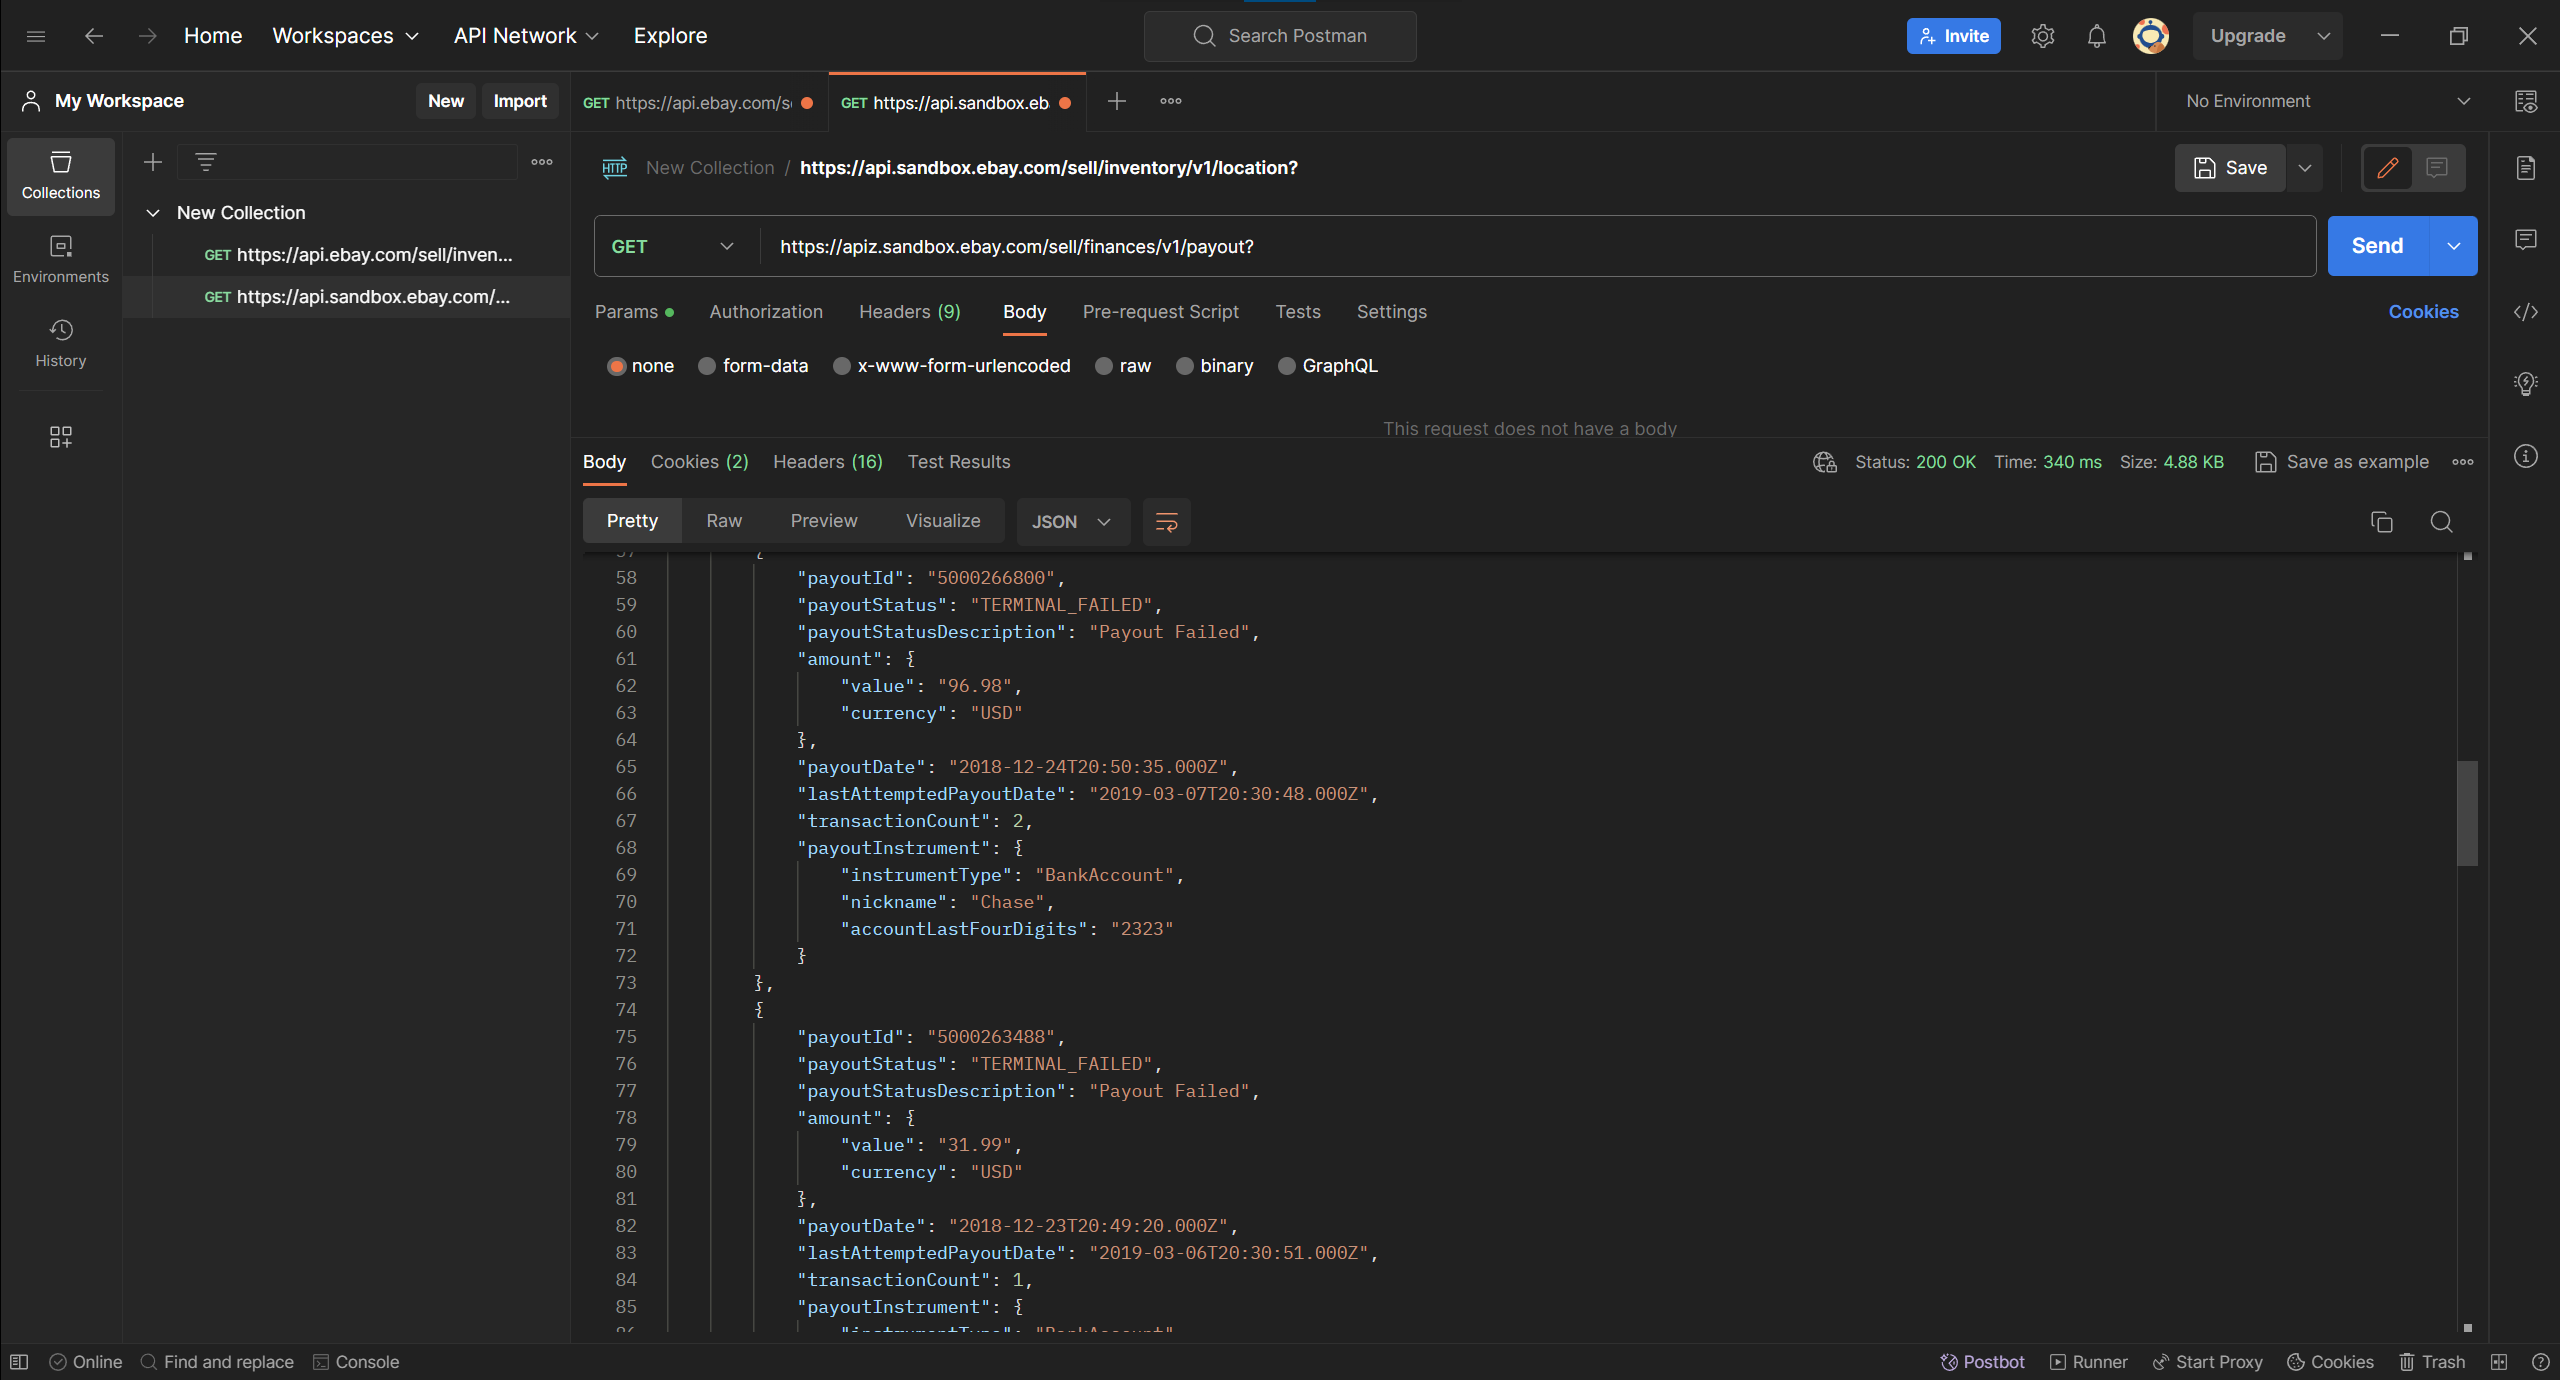 Home Workspaces API Network Explore Search Postman Invite Upgrade
My Workspace New Import GET https://api.ebay.com/s GET https://api.sandbox.eb No Environment
Collections
Environments
History
New Collection
GET https://api.ebay.com/sell/inven...
GET https://api.sandbox.ebay.com/...
HTTP New Collection / https://api.sandbox.ebay.com/sell/inventory/v1/location? Save
GET https://apiz.sandbox.ebay.com/sell/finances/v1/payout? Send
Params Authorization Headers (9) Body Pre-request Script Tests Settings Cookies
none form-data x-www-form-urlencoded raw binary GraphQL
This request does not have a body
Body Cookies (2) Headers (16) Test Results Status: 200 OK Time: 340 ms Size: 4.88 KB Save as example
Pretty Raw Preview Visualize JSON
57 {
58 "payoutId": "5000266800",
59 "payoutStatus": "TERMINAL_FAILED",
60 "payoutStatusDescription": "Payout Failed",
61 "amount": {
62 "value": "96.98",
63 "currency": "USD"
64 },
65 "payoutDate": "2018-12-24T20:50:35.000Z",
66 "lastAttemptedPayoutDate": "2019-03-07T20:30:48.000Z",
67 "transactionCount": 2,
68 "payoutInstrument": {
69 "instrumentType": "BankAccount",
70 "nickname": "Chase",
71 "accountLastFourDigits": "2323"
72 }
73 },
74 {
75 "payoutId": "5000263488",
76 "payoutStatus": "TERMINAL_FAILED",
77 "payoutStatusDescription": "Payout Failed",
78 "amount": {
79 "value": "31.99",
80 "currency": "USD"
81 },
82 "payoutDate": "2018-12-23T20:49:20.000Z",
83 "lastAttemptedPayoutDate": "2019-03-06T20:30:51.000Z",
84 "transactionCount": 1,
85 "payoutInstrument": {
86 "instrumentType": "BankAccount"
Online Find and replace Console Postbot Runner Start Proxy Cookies Trash